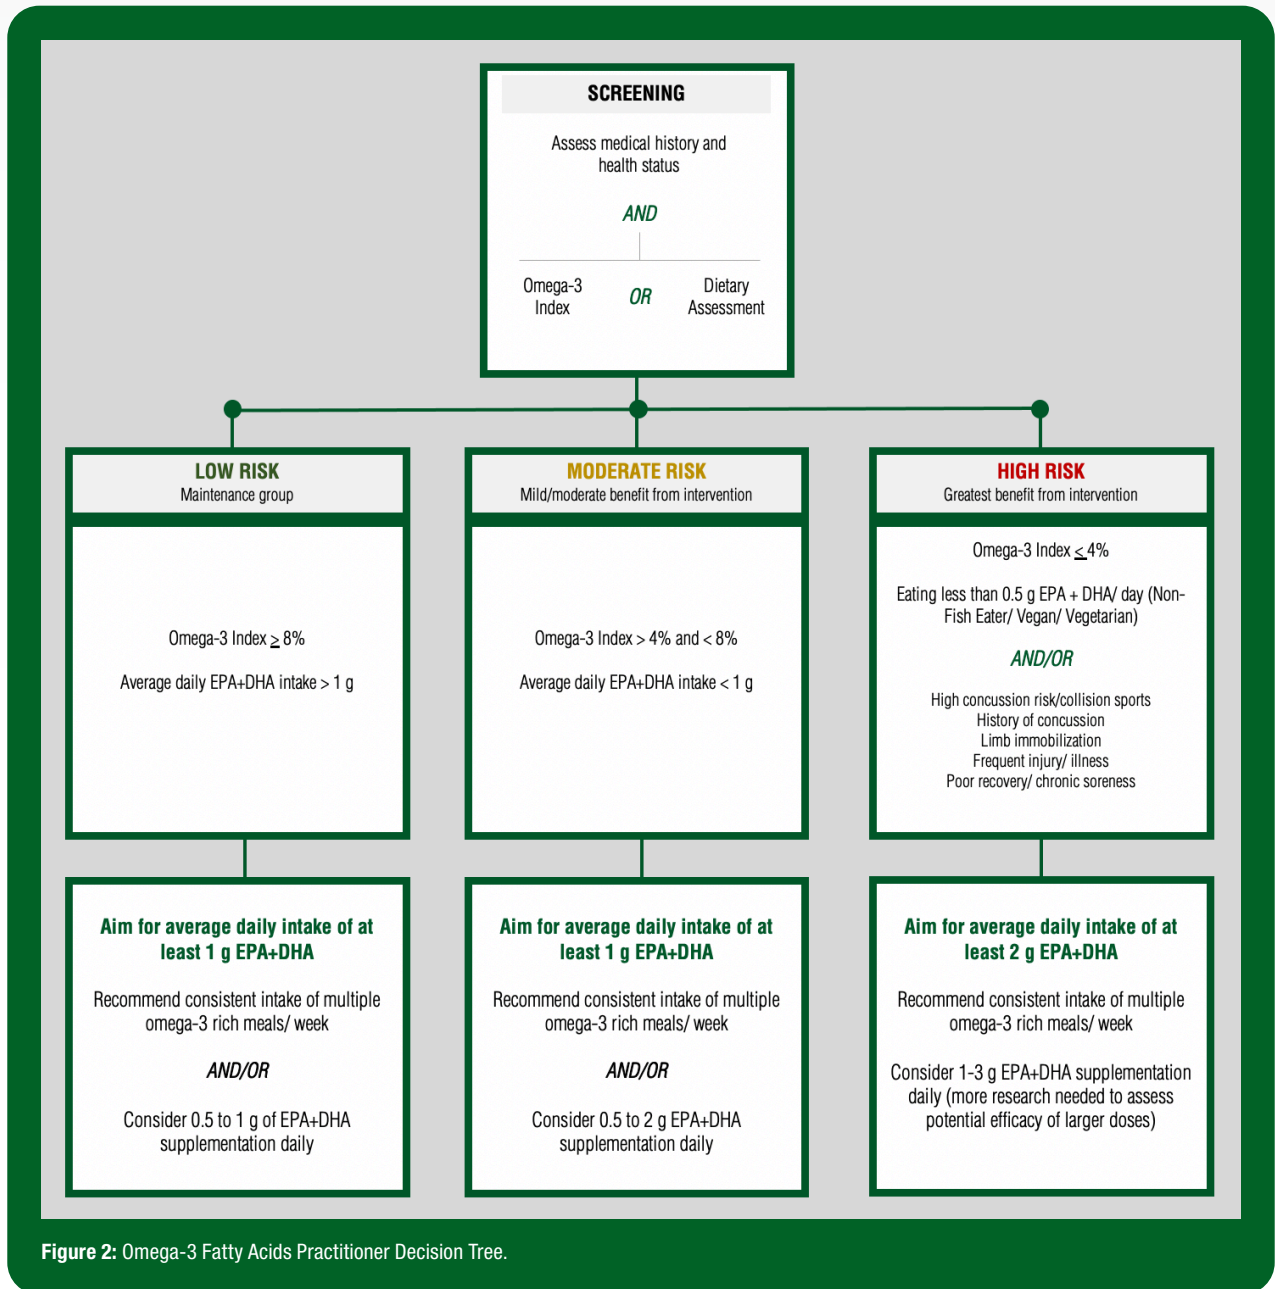 SCREENING
Assess medical history and
health status
AND
Omega-3
Index
OR
Dietary
Assessment
LOW RISK
Maintenance group
Omega-3 Index ≥ 8%
Average daily EPA+DHA intake > 1 g
Aim for average daily intake of at
least 1 g EPA+DHA
Recommend consistent intake of multiple
omega-3 rich meals/ week
AND/OR
Consider 0.5 to 1 g of EPA+DHA
supplementation daily
MODERATE RISK
Mild/moderate benefit from intervention
Omega-3 Index > 4% and < 8%
Average daily EPA+DHA intake < 1 g
Aim for average daily intake of at
least 1 g EPA+DHA
Recommend consistent intake of multiple
omega-3 rich meals/ week
AND/OR
Consider 0.5 to 2 g EPA+DHA
supplementation daily
HIGH RISK
Greatest benefit from intervention
Omega-3 Index ≤ 4%
Eating less than 0.5 g EPA + DHA/ day (Non-
Fish Eater/ Vegan/ Vegetarian)
AND/OR
High concussion risk/collision sports
History of concussion
Limb immobilization
Frequent injury/ illness
Poor recovery/ chronic soreness
Aim for average daily intake of at
least 2 g EPA+DHA
Recommend consistent intake of multiple
omega-3 rich meals/ week
Consider 1-3 g EPA+DHA supplementation
daily (more research needed to assess
potential efficacy of larger doses)
Figure 2: Omega-3 Fatty Acids Practitioner Decision Tree.